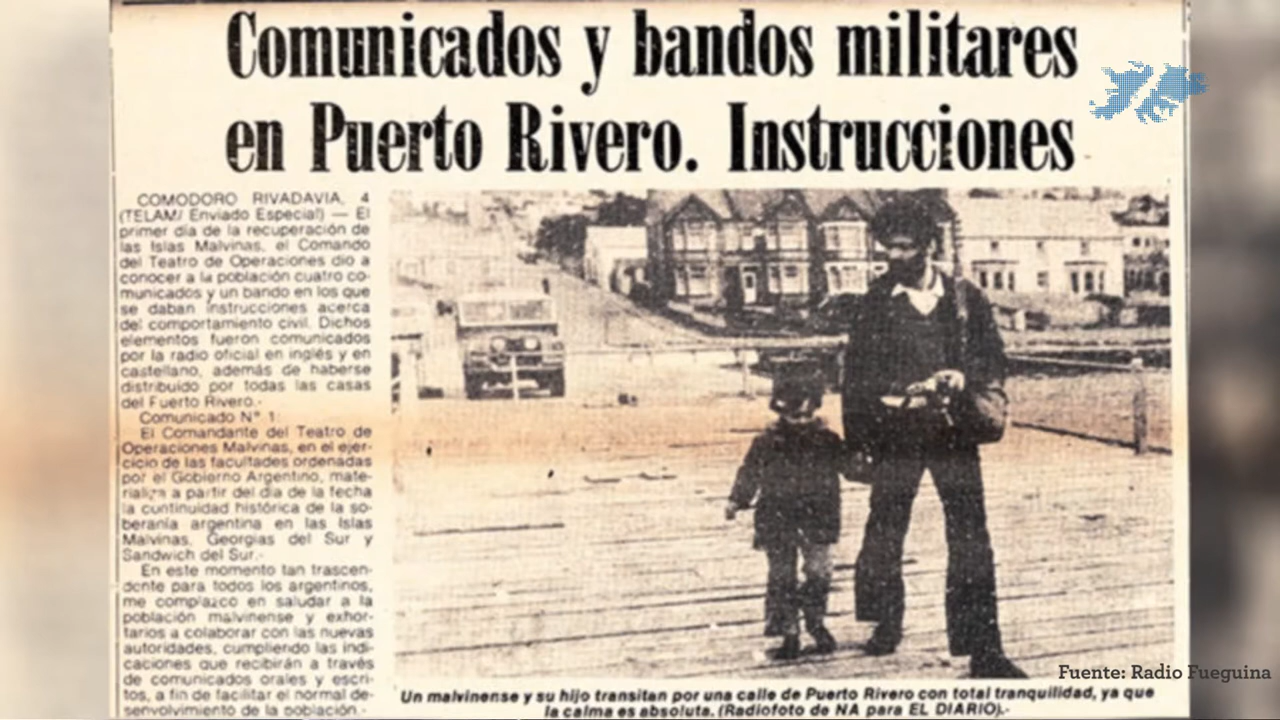 Comunicados y bandos militares
en Puerto Rivero. Instrucciones
COMODORO RIVADAVIA, 4
(TELAM/ Enviado Especial) — El
primer día de la recuperación de
las Islas Malvinas, el Comando
del Teatro de Operaciones dio a
conocer a la población cuatro co-
municados y un bando en los que
se daban instrucciones acerca
del comportamiento civil. Dichos
elementos fueron comunicados
por la radio oficial en inglés y en
castellano, además de haberse
distribuido por todas las casas
del Puerto Rivero.-
Comunicado N° 1:
El Comandante del Teatro de
Operaciones Malvinas, en el ejer-
cicio de las facultades ordenadas
por el Gobierno Argentino, mate-
rializa a partir del día de la fecha
la continuidad histórica de la so-
beranía argentina en las Islas
Malvinas, Georgias del Sur y
Sandwich del Sur.-
En este momento tan trascen-
dente para todos los argentinos,
me complazco en saludar a la
población malvinense y exhor-
tarlos a colaborar con las nuevas
autoridades, cumpliendo las indi-
caciones que recibirán a través
de comunicados orales y escri-
tos, a fin de facilitar el normal de-
senvolvimiento de la población.-
Un malvinense y su hijo transitan por una calle de Puerto Rivero con total tranquilidad, ya que
la calma es absoluta. (Radiofoto de NA para EL DIARIO).-
Fuente: Radio Fueguina